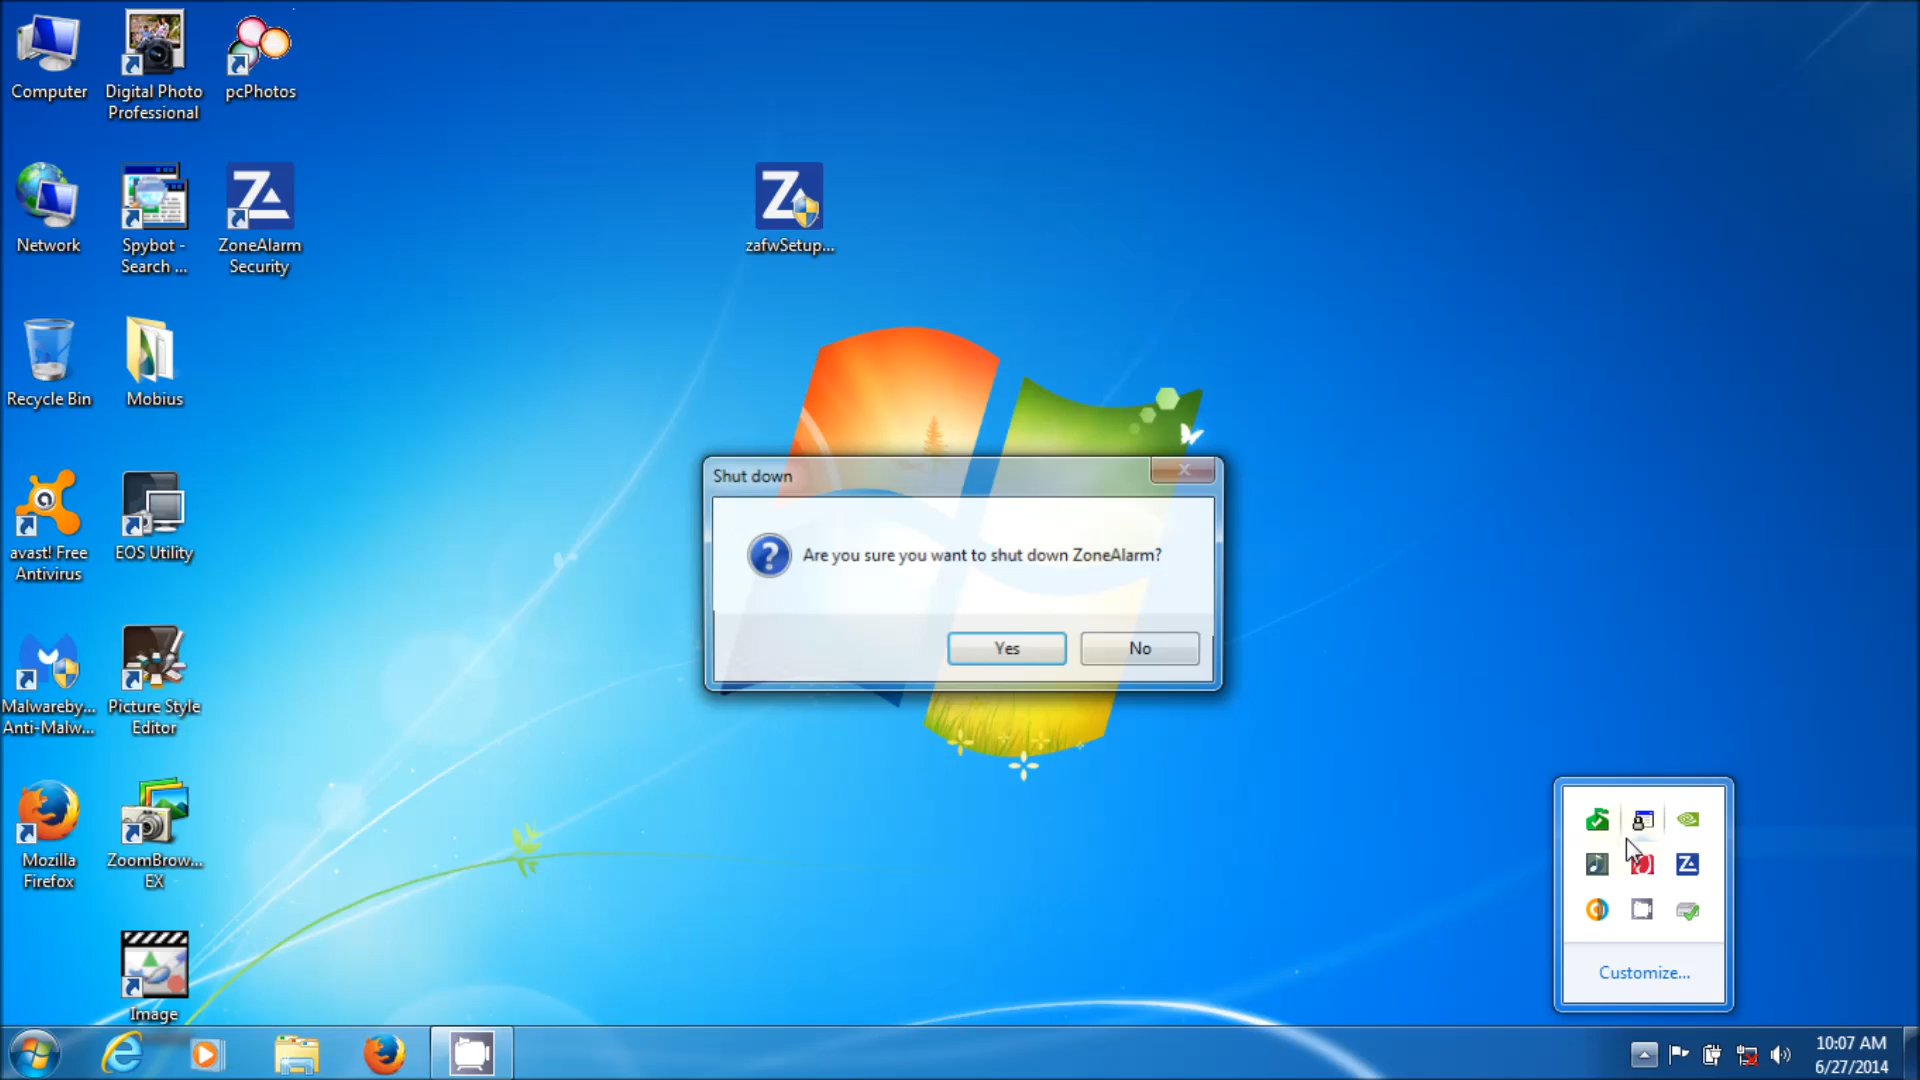 Computer
Digital Photo
Professional
pcPhotos
Network
Spybot -
Search ...
ZoneAlarm
Security
zafwSetup...
Recycle Bin
Mobius
avast! Free
Antivirus
EOS Utility
Shut down
Are you sure you want to shut down ZoneAlarm?
Yes
No
Malwareby...
Anti-Malw...
Picture Style
Editor
Mozilla
Firefox
ZoomBrow...
EX
Image
Customize...
10:07 AM
6/27/2014